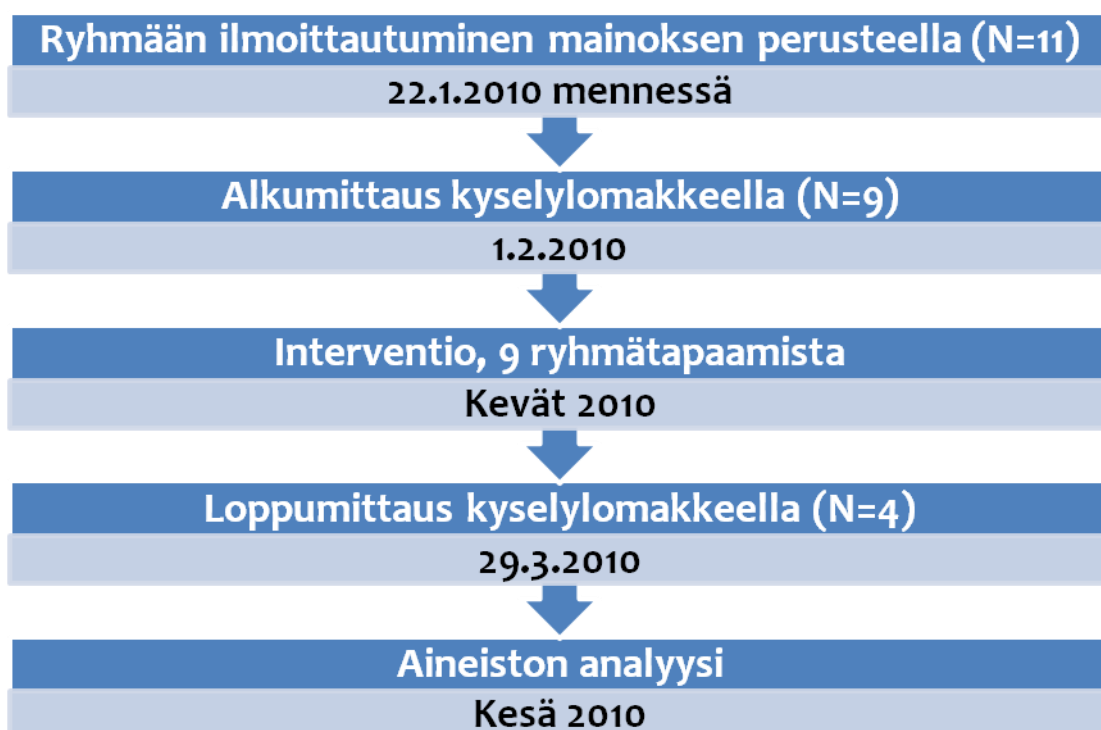 Ryhmään ilmoittautuminen mainoksen perusteella (N=11)
22.1.2010 mennessä
Alkumittaus kyselylomakkeella (N=9)
1.2.2010
Interventio, 9 ryhmätapaamista
Kevät 2010
Loppumittaus kyselylomakkeella (N=4)
29.3.2010
Aineiston analyysi
Kesä 2010